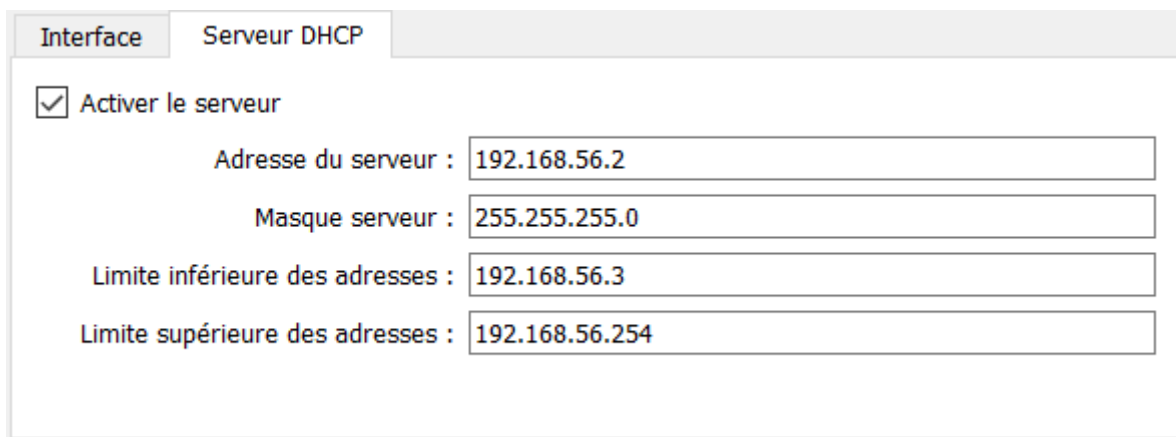 Interface Serveur DHCP
Activer le serveur
Adresse du serveur : 192.168.56.2
Masque serveur : 255.255.255.0
Limite inférieure des adresses : 192.168.56.3
Limite supérieure des adresses : 192.168.56.254